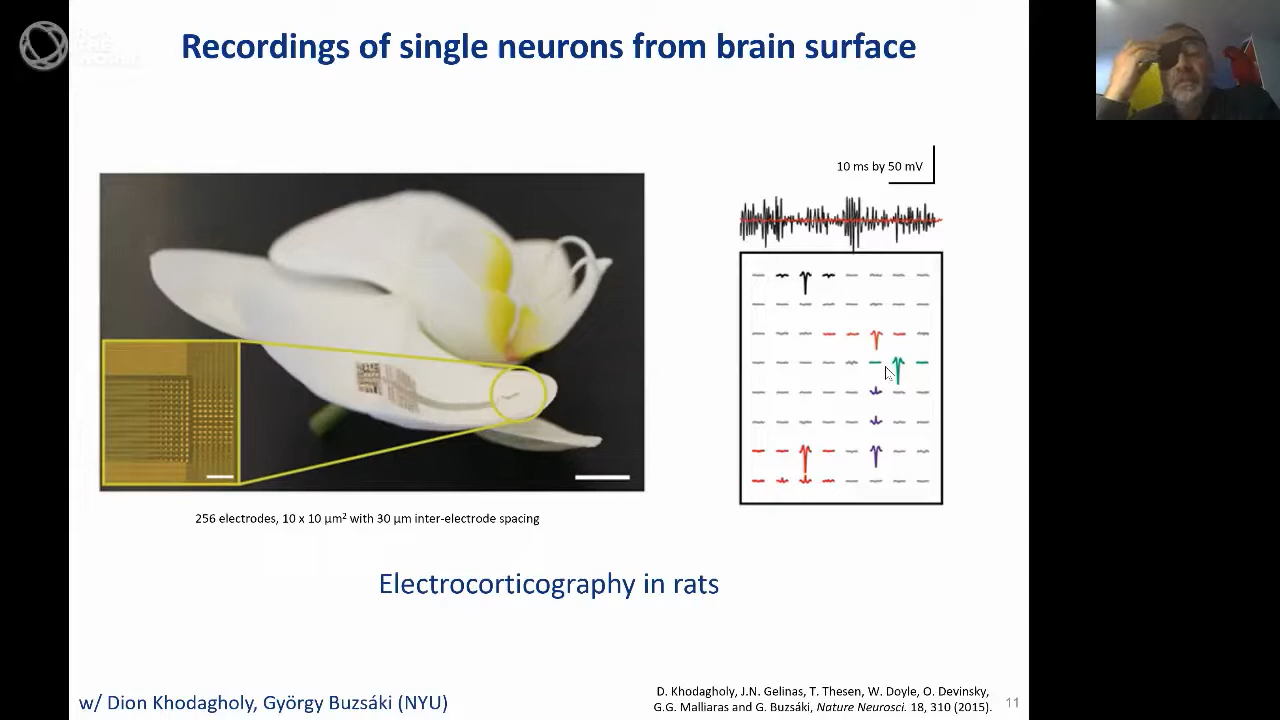 Recordings of single neurons from brain surface
10 ms by 50 mV
256 electrodes, 10 x 10 µm² with 30 µm inter-electrode spacing
Electrocorticography in rats
w/ Dion Khodagholy, György Buzsáki (NYU)
D. Khodagholy, J.N. Gelinas, T. Thesen, W. Doyle, O. Devinsky,
G.G. Malliaras and G. Buzsáki, Nature Neurosci. 18, 310 (2015).
11